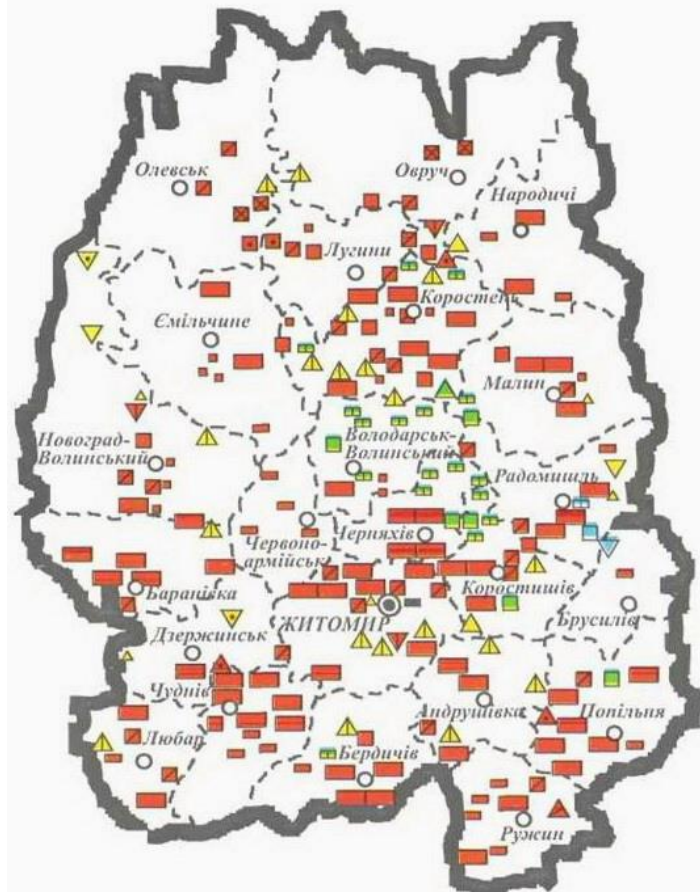 Олевськ
Овруч
Народичі
Лугини
Коростень
Ємільчине
Малин
Новоград-
Волинський
Володарськ-
Волинський
Радомишль
Черняхів
Червоно-
армійськ
Баранівка
Коростишів
Брусилів
ЖИТОМИР
Дзержинськ
Чуднів
Андрушівка
Попільня
Любар
Бердичів
Ружин